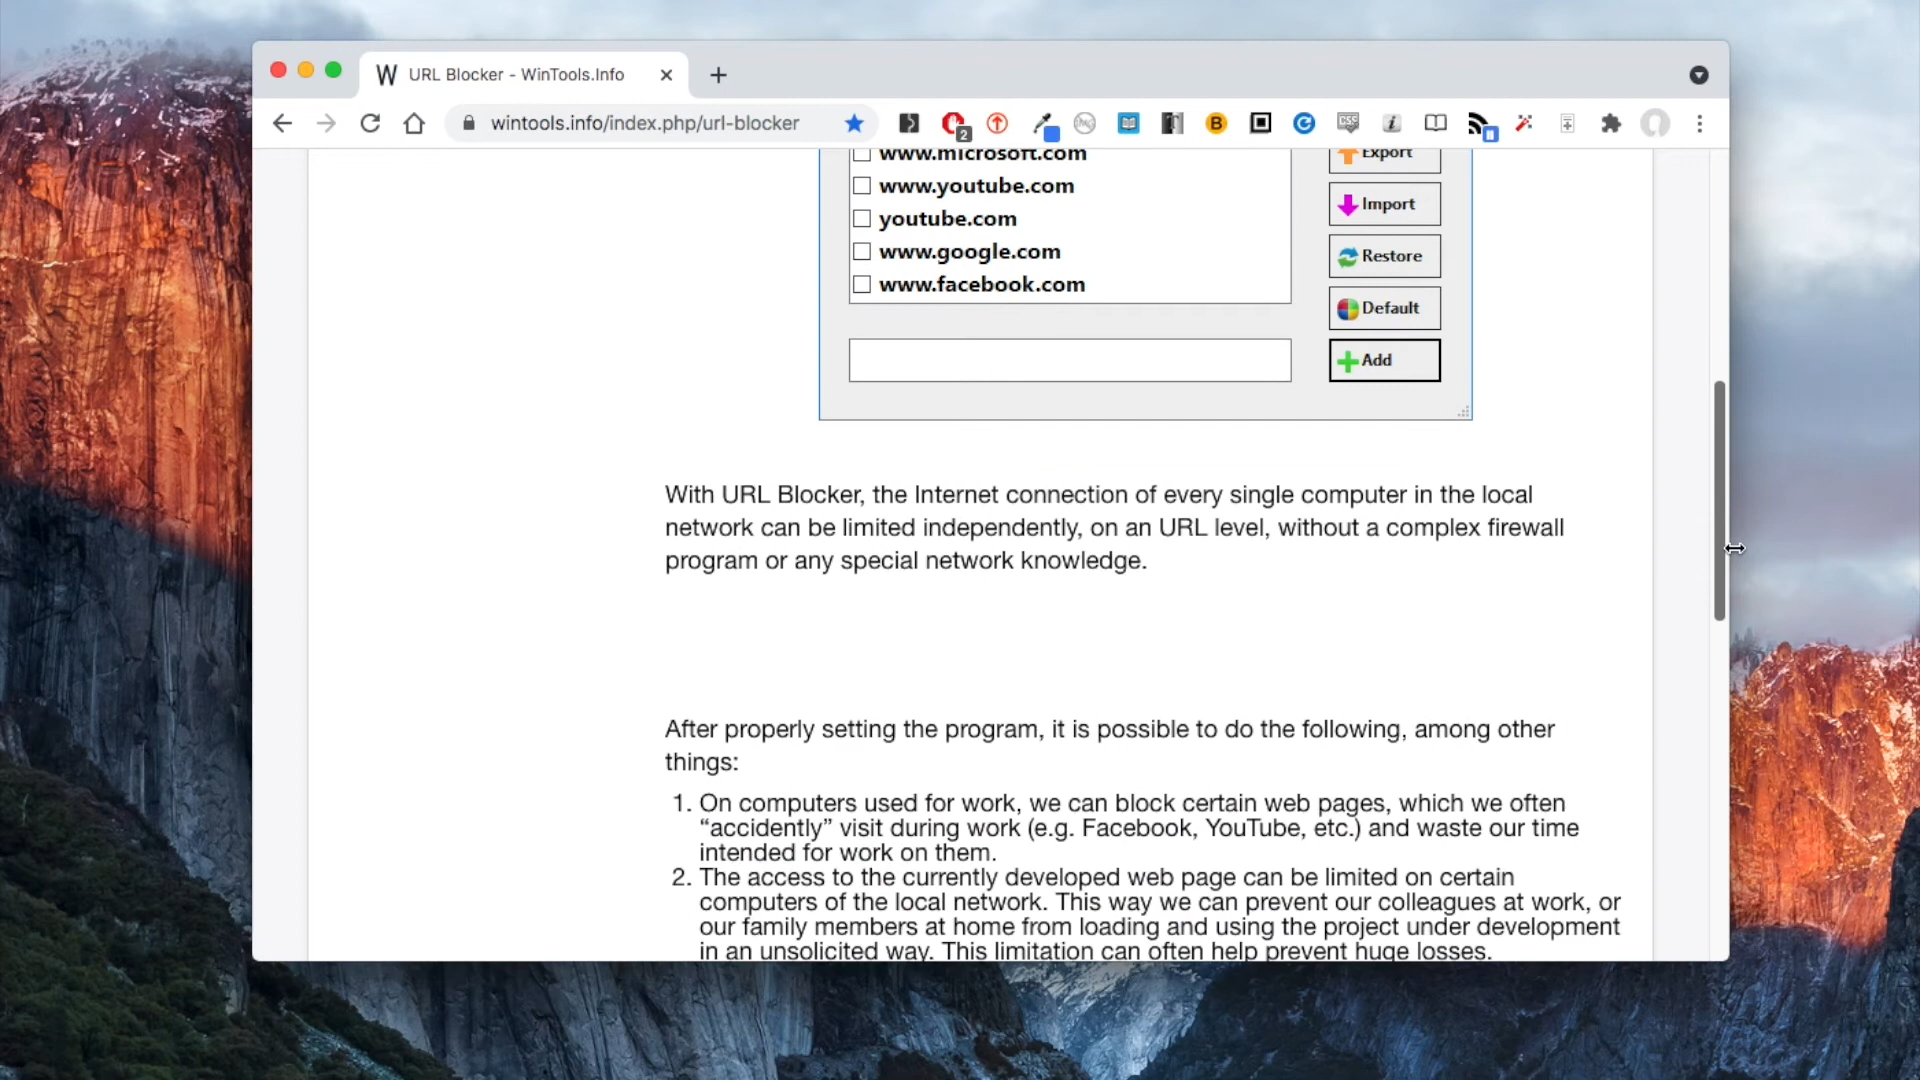 URL Blocker - WinTools.Info
wintools.info/index.php/url-blocker
2
www.microsoft.com
Export
www.youtube.com
Import
youtube.com
www.google.com
Restore
www.facebook.com
Default
Add
With URL Blocker, the Internet connection of every single computer in the local
network can be limited independently, on an URL level, without a complex firewall
program or any special network knowledge.
After properly setting the program, it is possible to do the following, among other
things:
1. On computers used for work, we can block certain web pages, which we often
“accidently” visit during work (e.g. Facebook, YouTube, etc.) and waste our time
intended for work on them.
2. The access to the currently developed web page can be limited on certain
computers of the local network. This way we can prevent our colleagues at work, or
our family members at home from loading and using the project under development
in an unsolicited way. This limitation can often help prevent huge losses.